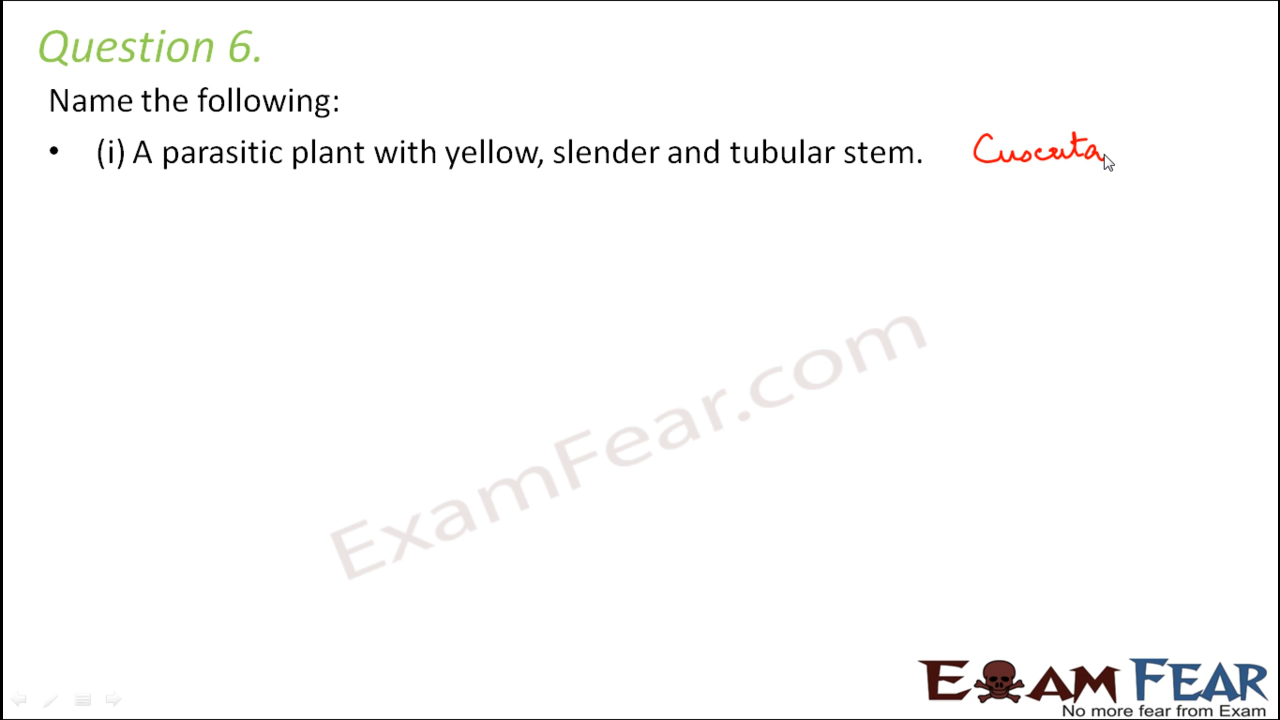 Question 6.
Name the following:
• (i) A parasitic plant with yellow, slender and tubular stem. Cuscuta
ExamFear.com
EXAM FEAR
No more fear from Exam